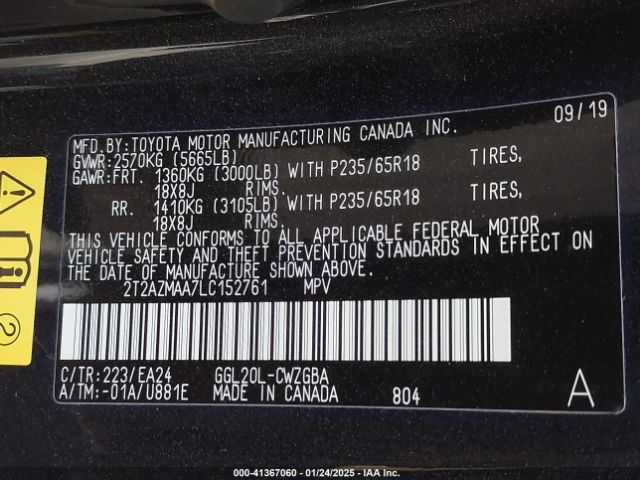 09/19
MFD.BY:TOYOTA MOTOR MANUFACTURING CANADA INC.
GVWR:2570KG (5665LB)
GAWR:FRT. 1360KG (3000LB) WITH P235/65R18 TIRES,
18X8J RIMS.
RR. 1410KG (3105LB) WITH P235/65R18 TIRES,
18X8J RIMS.
THIS VEHICLE CONFORMS TO ALL APPLICABLE FEDERAL MOTOR
VEHICLE SAFETY AND THEFT PREVENTION STANDARDS IN EFFECT ON
THE DATE OF MANUFACTURE SHOWN ABOVE.
2T2AZMAA7LC152761 MPV
C/TR:223/EA24 GGL20L-CWZGBA
A/TM:-01A/U881E MADE IN CANADA 804 A
2
000-41367060 - 01/24/2025 - IAA Inc.